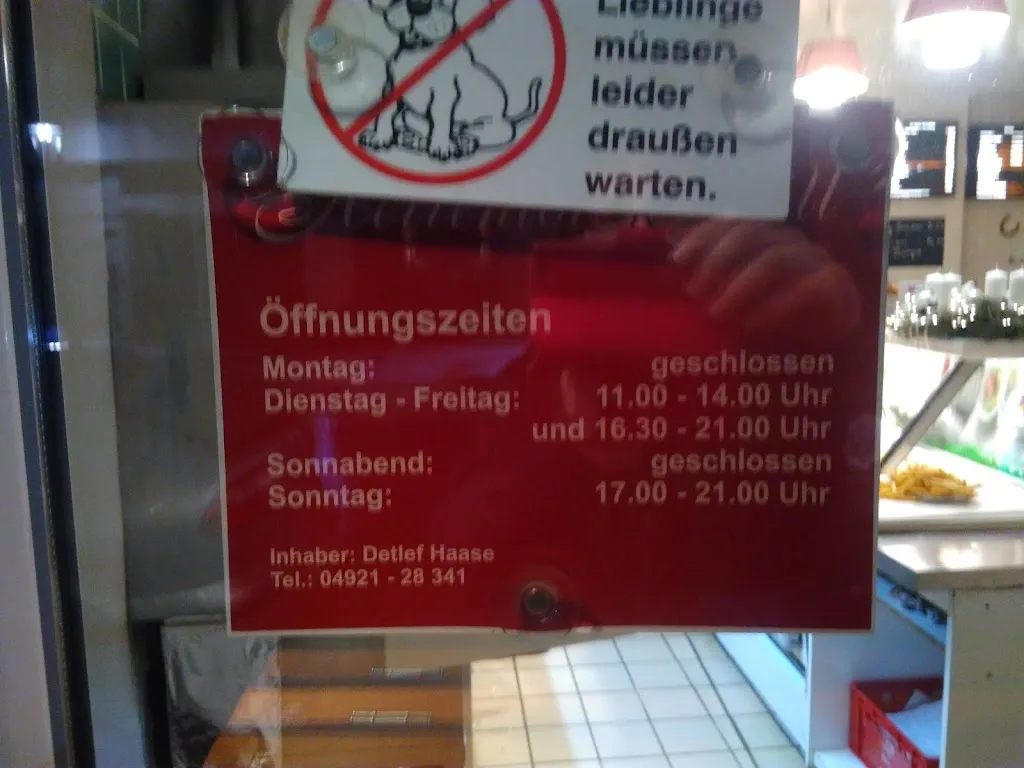 Lieblinge
müssen
leider
draußen
warten.
Öffnungszeiten
Montag: geschlossen
Dienstag - Freitag: 11.00 - 14.00 Uhr
und 16.30 - 21.00 Uhr
Sonnabend: geschlossen
Sonntag: 17.00 - 21.00 Uhr
Inhaber: Detlef Haase
Tel.: 04921 - 28 341